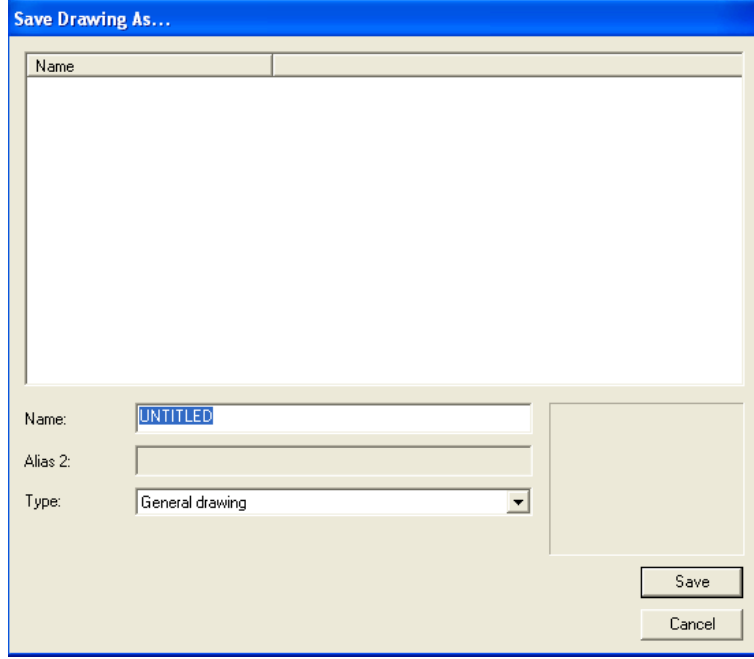 Save Drawing As...
Name
Name: UNTITLED
Alias 2:
Type: General drawing
Save
Cancel